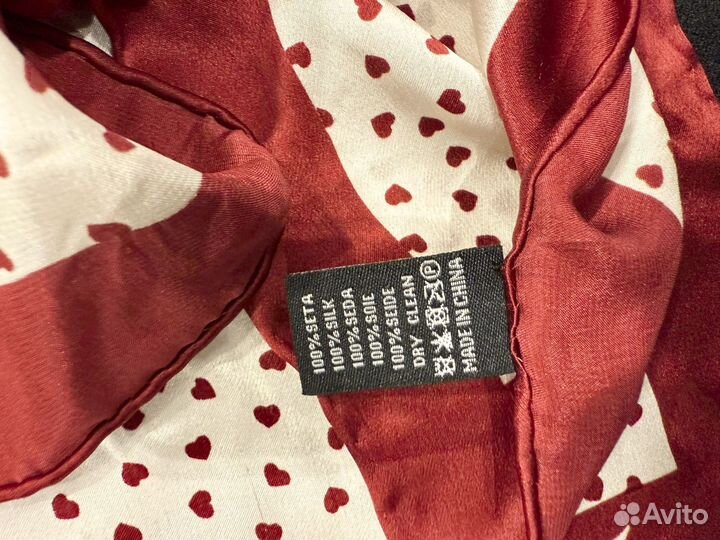 100%SETA
100%SILK
100%SEDA
100%SOIE
100%SEIDE
DRY CLEAN
P
MADE IN CHINA
Avito